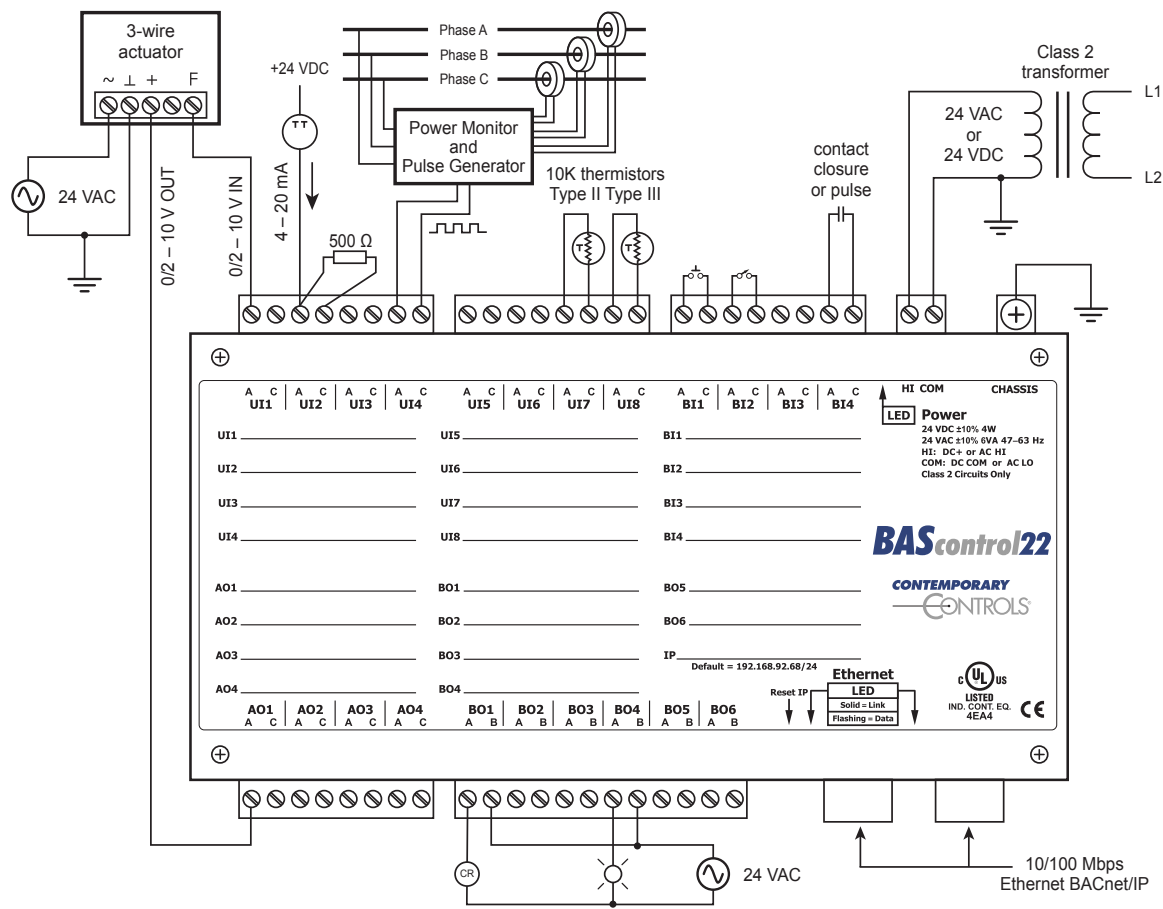 3-wire
actuator
~ ⊥ + F
24 VAC
0/2 – 10 V OUT
0/2 – 10 V IN
+24 VDC
TT
4 – 20 mA
500 Ω
Phase A
Phase B
Phase C
Power Monitor
and
Pulse Generator
10K thermistors
Type II Type III
T T
contact
closure
or pulse
Class 2
transformer
24 VAC
or
24 VDC
L1
L2
A C A C A C A C
UI1 UI2 UI3 UI4
A C A C A C A C
UI5 UI6 UI7 UI8
A C A C A C A C
BI1 BI2 BI3 BI4
HI COM
CHASSIS
LED
Power
24 VDC ±10% 4W
24 VAC ±10% 6VA 47–63 Hz
HI: DC+ or AC HI
COM: DC COM or AC LO
Class 2 Circuits Only
UI1 UI5 BI1
UI2 UI6 BI2
UI3 UI7 BI3
UI4 UI8 BI4
BAScontrol22
CONTEMPORARY
CONTROLS®
AO1 BO1 BO5
AO2 BO2 BO6
AO3 BO3 IP
Default = 192.168.92.68/24
AO4 BO4
Reset IP
Ethernet
LED
Solid = Link
Flashing = Data
C UL US
LISTED
IND. CONT. EQ.
4EA4
CE
AO1 AO2 AO3 AO4
A C A C A C A C
BO1 BO2 BO3 BO4 BO5 BO6
A B A B A B A B A B A B
CR
24 VAC
10/100 Mbps
Ethernet BACnet/IP